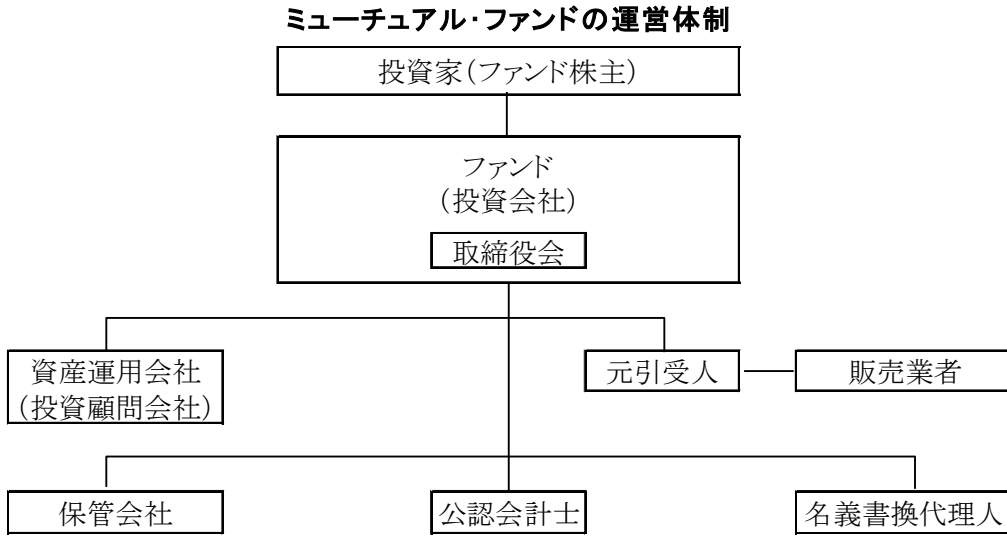 ミューチュアル・ファンドの運営体制
投資家(ファンド株主)
ファンド
(投資会社)
取締役会
資産運用会社
(投資顧問会社)
元引受人
販売業者
保管会社
公認会計士
名義書換代理人